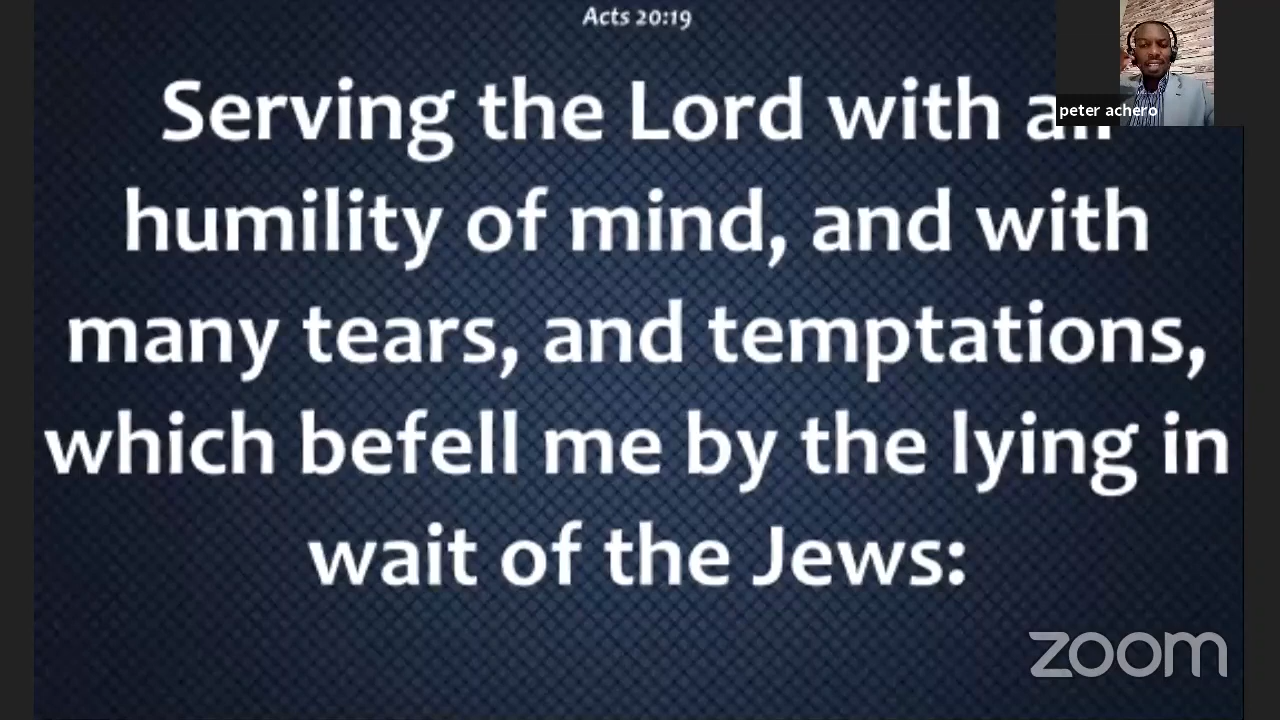 Acts 20:19
peter achero
Serving the Lord with all
humility of mind, and with
many tears, and temptations,
which befell me by the lying in
wait of the Jews:
zoom